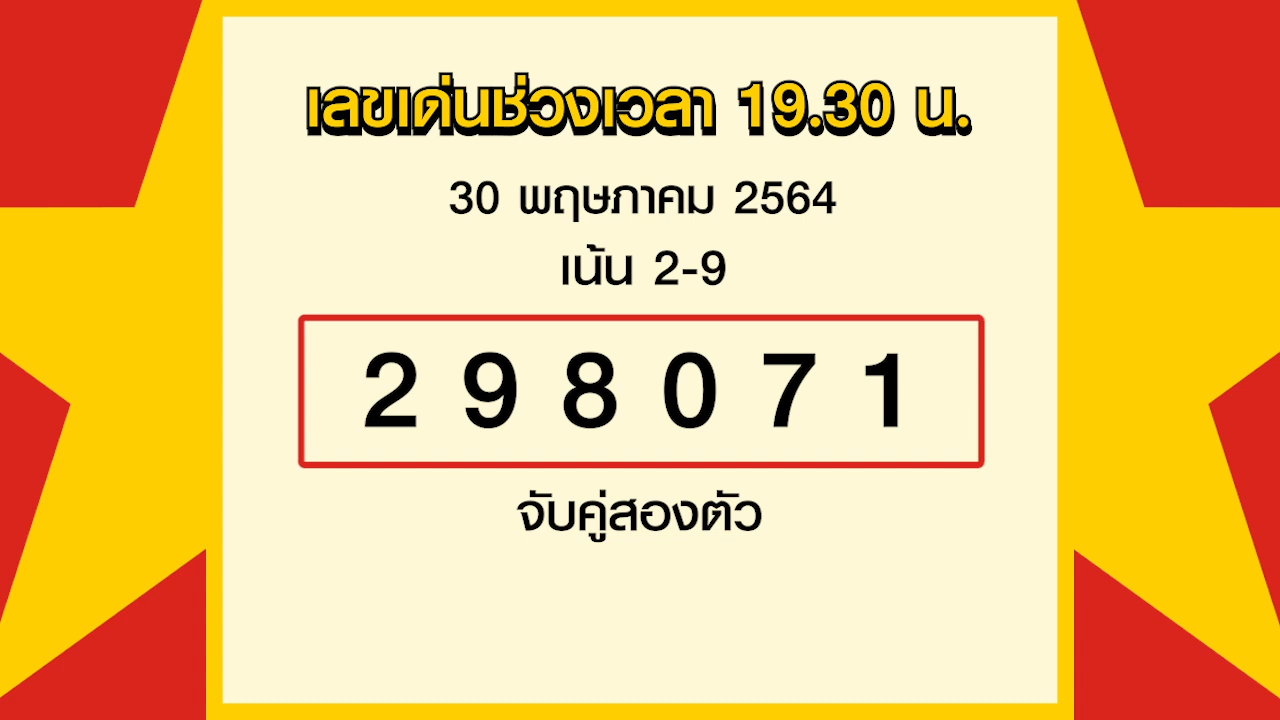 เลขเด่นช่วงเวลา 19.30 น.
30 พฤษภาคม 2564
เน้น 2-9
2 9 8 0 7 1
จับคู่สองตัว